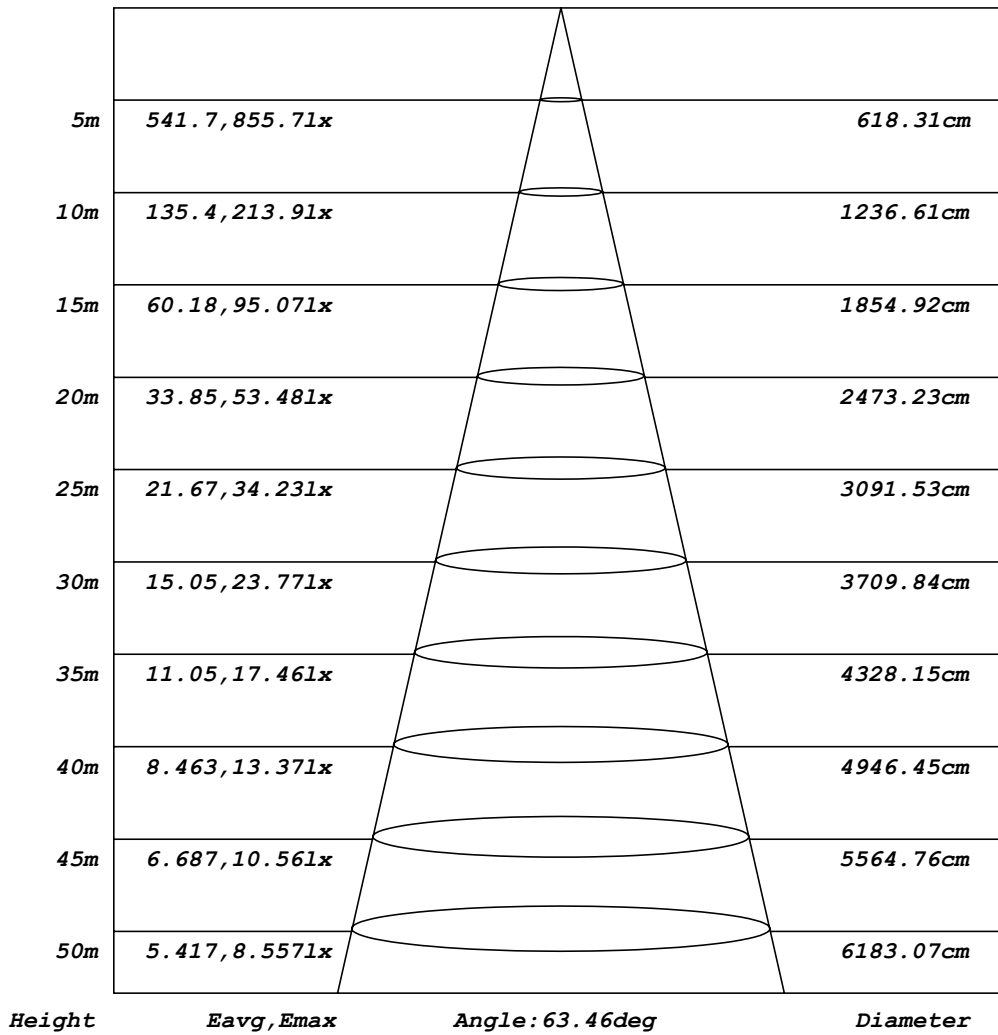 5m 541.7,855.7lx 618.31cm
10m 135.4,213.9lx 1236.61cm
15m 60.18,95.07lx 1854.92cm
20m 33.85,53.48lx 2473.23cm
25m 21.67,34.23lx 3091.53cm
30m 15.05,23.77lx 3709.84cm
35m 11.05,17.46lx 4328.15cm
40m 8.463,13.37lx 4946.45cm
45m 6.687,10.56lx 5564.76cm
50m 5.417,8.557lx 6183.07cm
Height Eavg,Emax Angle:63.46deg Diameter